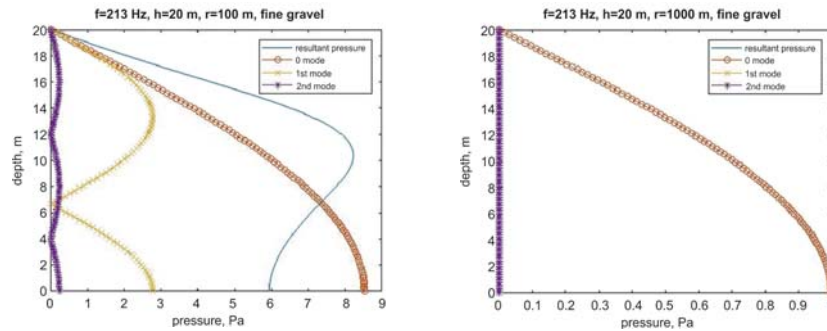 f=213 Hz, h=20 m, r=100 m, fine gravel
20
18
16
14
12
10
8
6
4
2
0
depth, m
resultant pressure
0 mode
1st mode
2nd mode
0 1 2 3 4 5 6 7 8 9
pressure, Pa
f=213 Hz, h=20 m, r=1000 m, fine gravel
20
18
16
14
12
10
8
6
4
2
0
depth, m
resultant pressure
0 mode
1st mode
2nd mode
0 0.1 0.2 0.3 0.4 0.5 0.6 0.7 0.8 0.9
pressure, Pa